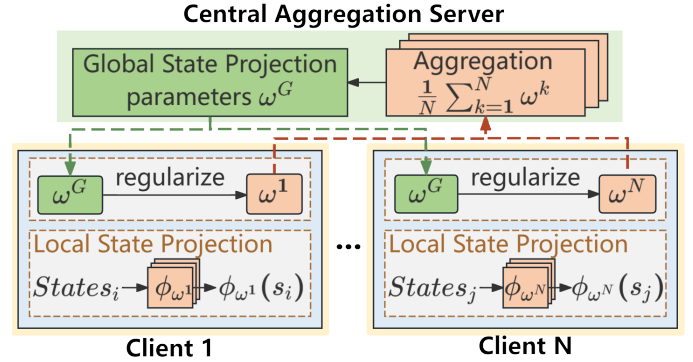 Central Aggregation Server
Global State Projection
parameters ω^G
Aggregation
1/N ∑_{k=1}^{N} ω^k
ω^G
regularize
ω^1
Local State Projection
States_i
ϕ_{ω^1}
ϕ_{ω^1}(s_i)
Client 1
...
ω^G
regularize
ω^N
Local State Projection
States_j
ϕ_{ω^N}
ϕ_{ω^N}(s_j)
Client N